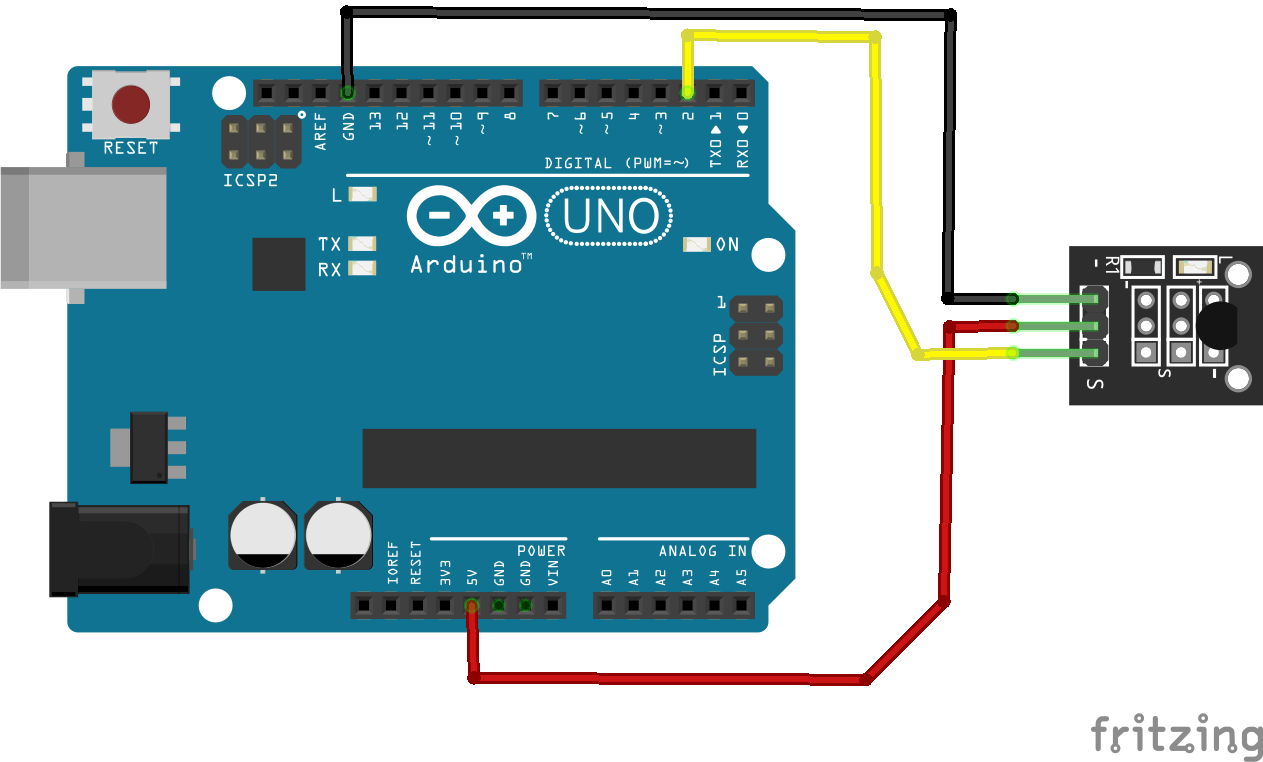 RESET
ICSP2
AREF
GND
13
12
~11
~10
~9
8
7
~6
~5
4
~3
2
TXO▶1
RXO◀0
DIGITAL (PWM=~)
L
TX
RX
UNO
Arduino™
ON
1
ICSP
-
R1
L
-
+
S
S
-
POWER
ANALOG IN
IOREF
RESET
3V3
5V
GND
GND
VIN
A0
A1
A2
A3
A4
A5
fritzing